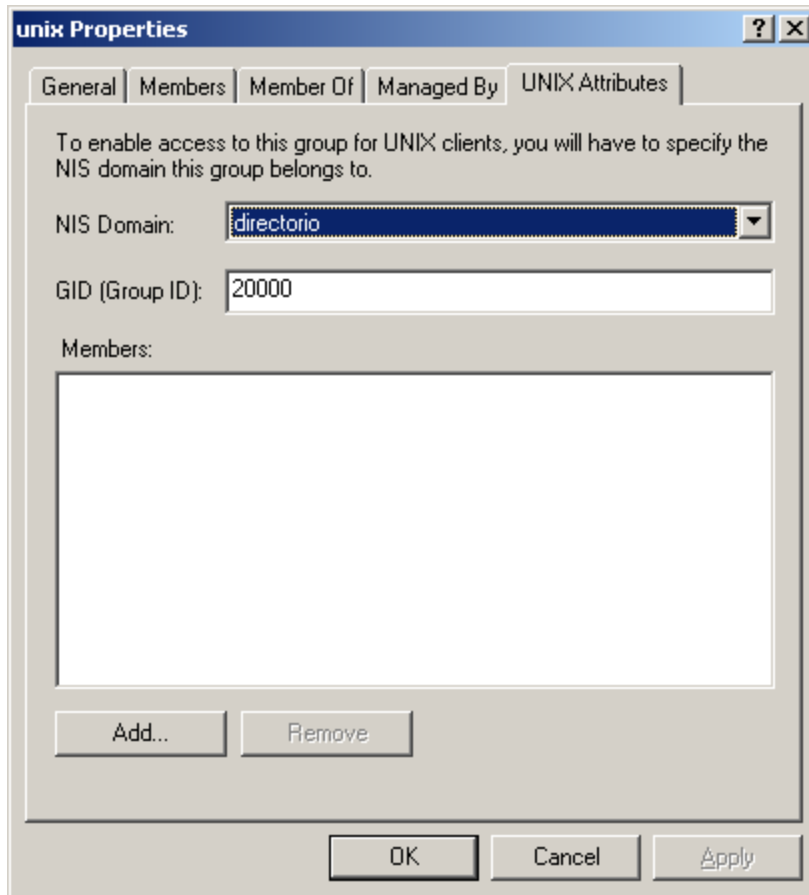 unix Properties
General Members Member Of Managed By UNIX Attributes
To enable access to this group for UNIX clients, you will have to specify the
NIS domain this group belongs to.
NIS Domain: directorio
GID (Group ID): 20000
Members:
Add... Remove
OK Cancel Apply